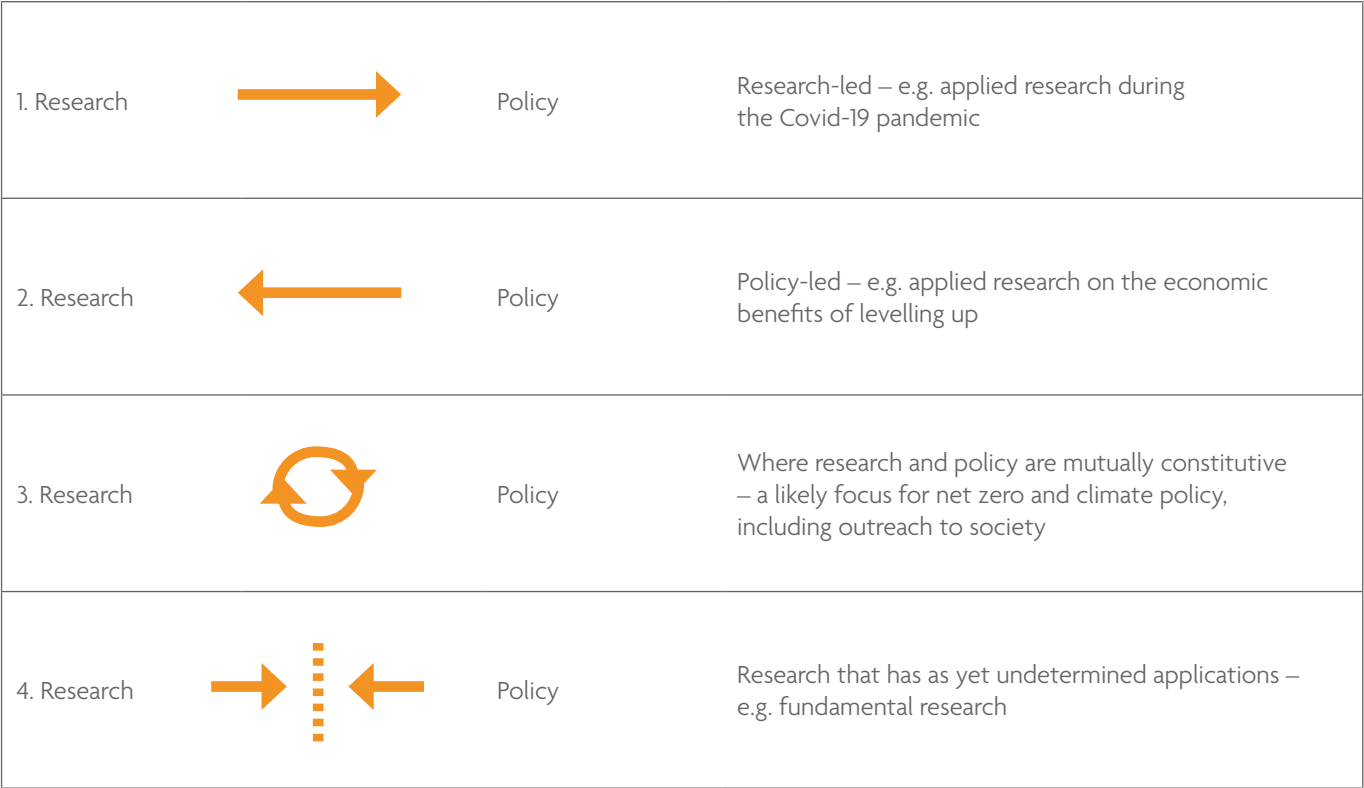 1. Research
Policy
Research-led – e.g. applied research during
the Covid-19 pandemic
2. Research
Policy
Policy-led – e.g. applied research on the economic
benefits of levelling up
3. Research
Policy
Where research and policy are mutually constitutive
– a likely focus for net zero and climate policy,
including outreach to society
4. Research
Policy
Research that has as yet undetermined applications –
e.g. fundamental research